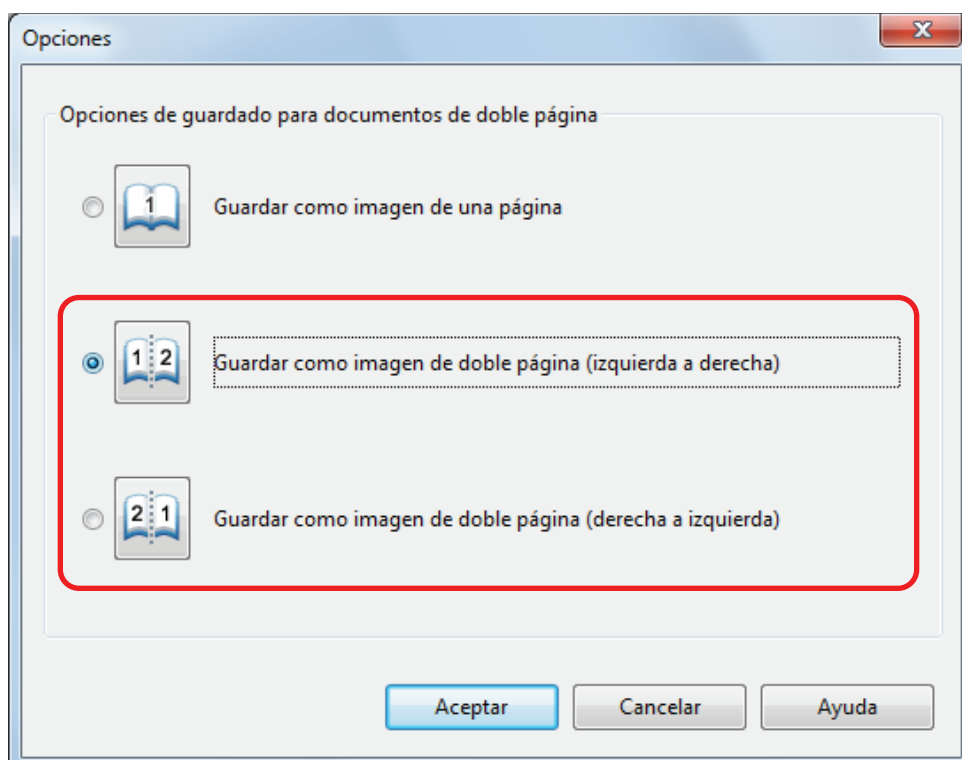 Opciones
Opciones de guardado para documentos de doble página
1 Guardar como imagen de una página
1 2 Guardar como imagen de doble página (izquierda a derecha)
2 1 Guardar como imagen de doble página (derecha a izquierda)
Aceptar Cancelar Ayuda